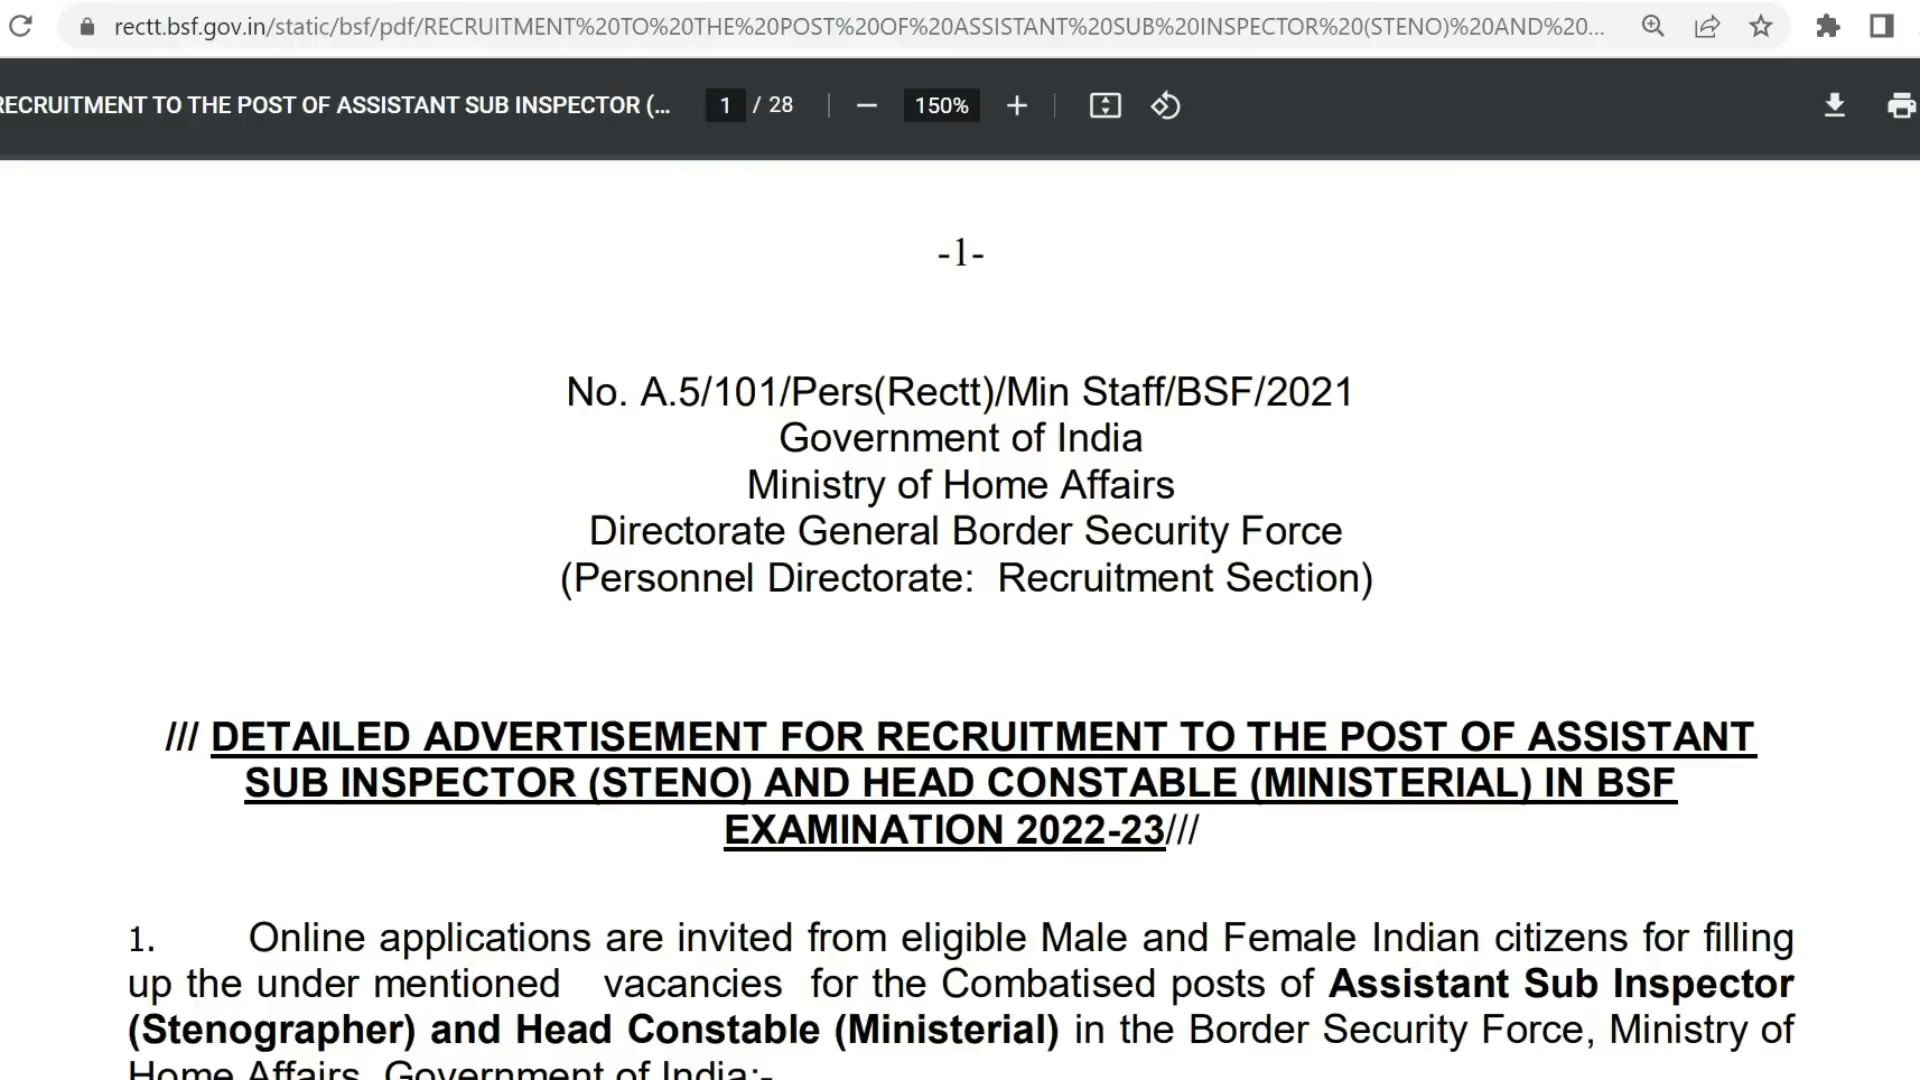 rectt.bsf.gov.in/static/bsf/pdf/RECRUITMENT%20TO%20THE%20POST%20OF%20ASSISTANT%20SUB%20INSPECTOR%20(STENO)%20AND%20...
RECRUITMENT TO THE POST OF ASSISTANT SUB INSPECTOR (... 1 / 28 150%
-1-
No. A.5/101/Pers(Rectt)/Min Staff/BSF/2021
Government of India
Ministry of Home Affairs
Directorate General Border Security Force
(Personnel Directorate: Recruitment Section)
/// DETAILED ADVERTISEMENT FOR RECRUITMENT TO THE POST OF ASSISTANT
SUB INSPECTOR (STENO) AND HEAD CONSTABLE (MINISTERIAL) IN BSF
EXAMINATION 2022-23///
1. Online applications are invited from eligible Male and Female Indian citizens for filling
up the under mentioned vacancies for the Combatised posts of Assistant Sub Inspector
(Stenographer) and Head Constable (Ministerial) in the Border Security Force, Ministry of
Home Affairs, Government of India:-